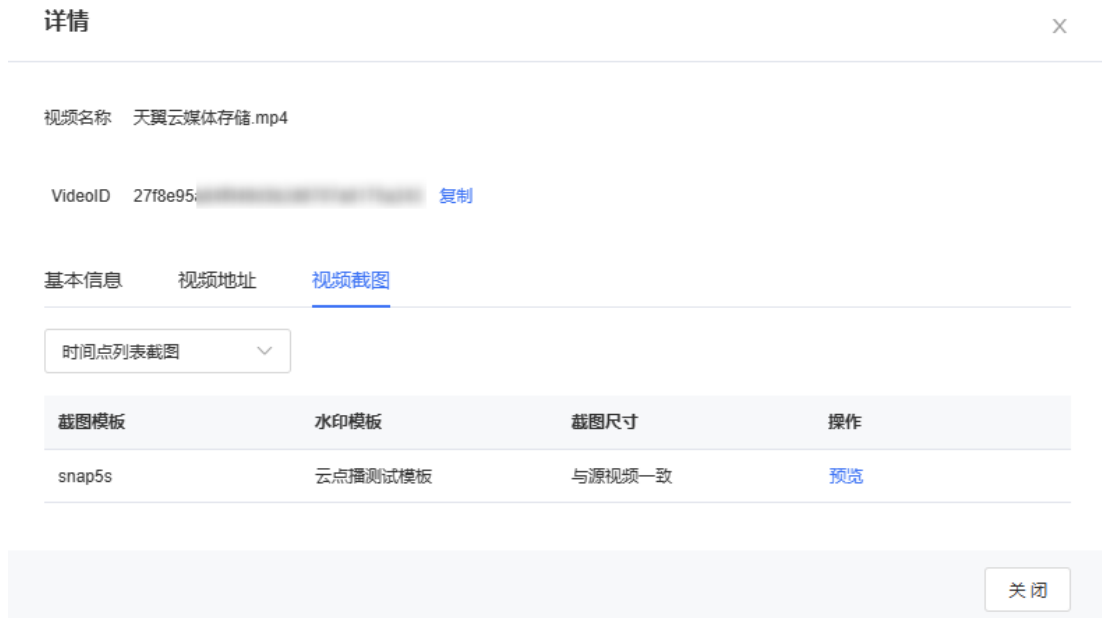 详情
视频名称 天翼云媒体存储.mp4
VideoID 27f8e95 复制
基本信息 视频地址 视频截图
时间点列表截图
截图模板 水印模板 截图尺寸 操作
snap5s 云点播测试模板 与源视频一致 预览
关闭